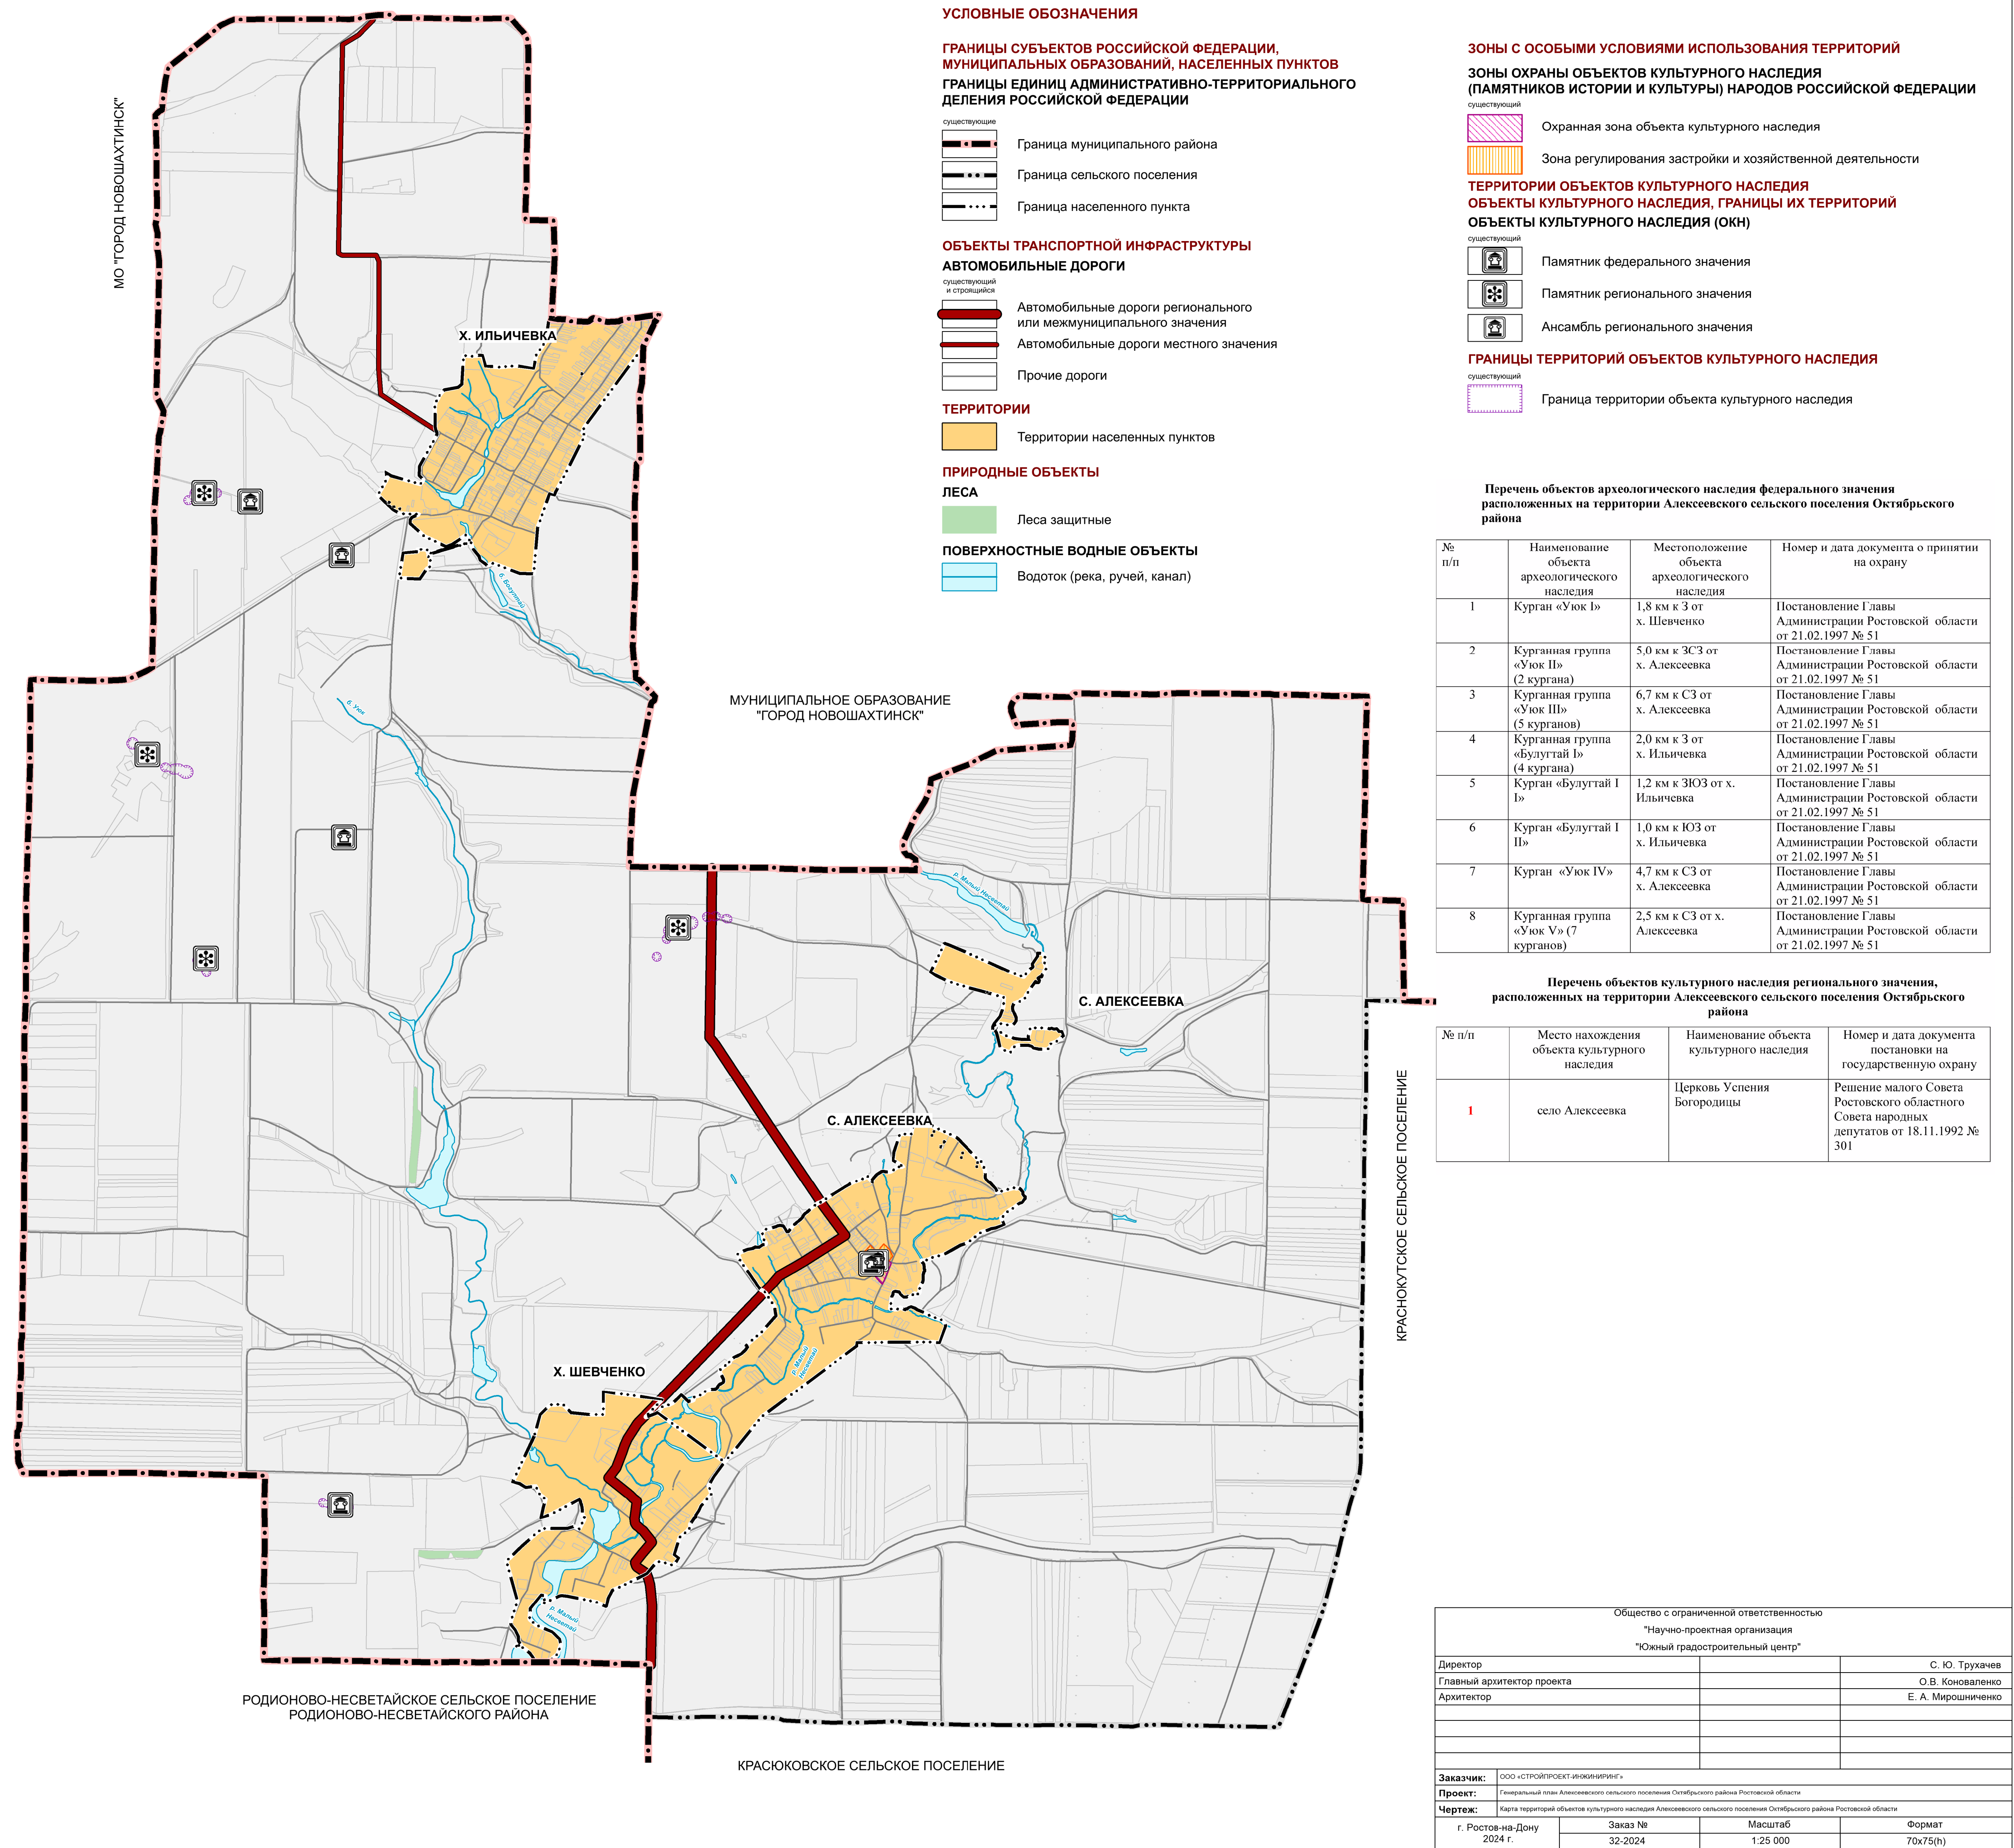 УСЛОВНЫЕ ОБОЗНАЧЕНИЯ
ГРАНИЦЫ СУБЪЕКТОВ РОССИЙСКОЙ ФЕДЕРАЦИИ,
МУНИЦИПАЛЬНЫХ ОБРАЗОВАНИЙ, НАСЕЛЕННЫХ ПУНКТОВ
ГРАНИЦЫ ЕДИНИЦ АДМИНИСТРАТИВНО-ТЕРРИТОРИАЛЬНОГО
ДЕЛЕНИЯ РОССИЙСКОЙ ФЕДЕРАЦИИ
существующие
Граница муниципального района
Граница сельского поселения
Граница населенного пункта
ОБЪЕКТЫ ТРАНСПОРТНОЙ ИНФРАСТРУКТУРЫ
АВТОМОБИЛЬНЫЕ ДОРОГИ
существующий
и строящийся
Автомобильные дороги регионального
или межмуниципального значения
Автомобильные дороги местного значения
Прочие дороги
ТЕРРИТОРИИ
Территории населенных пунктов
ПРИРОДНЫЕ ОБЪЕКТЫ
ЛЕСА
Леса защитные
ПОВЕРХНОСТНЫЕ ВОДНЫЕ ОБЪЕКТЫ
Водоток (река, ручей, канал)
ЗОНЫ С ОСОБЫМИ УСЛОВИЯМИ ИСПОЛЬЗОВАНИЯ ТЕРРИТОРИЙ
ЗОНЫ ОХРАНЫ ОБЪЕКТОВ КУЛЬТУРНОГО НАСЛЕДИЯ
(ПАМЯТНИКОВ ИСТОРИИ И КУЛЬТУРЫ) НАРОДОВ РОССИЙСКОЙ ФЕДЕРАЦИИ
существующий
Охранная зона объекта культурного наследия
Зона регулирования застройки и хозяйственной деятельности
ТЕРРИТОРИИ ОБЪЕКТОВ КУЛЬТУРНОГО НАСЛЕДИЯ
ОБЪЕКТЫ КУЛЬТУРНОГО НАСЛЕДИЯ, ГРАНИЦЫ ИХ ТЕРРИТОРИЙ
ОБЪЕКТЫ КУЛЬТУРНОГО НАСЛЕДИЯ (ОКН)
существующий
Памятник федерального значения
Памятник регионального значения
Ансамбль регионального значения
ГРАНИЦЫ ТЕРРИТОРИЙ ОБЪЕКТОВ КУЛЬТУРНОГО НАСЛЕДИЯ
существующий
Граница территории объекта культурного наследия
МО "ГОРОД НОВОШАХТИНСК"
Х. ИЛЬИЧЕВКА
б. Богултай
б. Уюк
МУНИЦИПАЛЬНОЕ ОБРАЗОВАНИЕ
"ГОРОД НОВОШАХТИНСК"
р. Малый Несветай
С. АЛЕКСЕЕВКА
С. АЛЕКСЕЕВКА
р. Малый
Несветай
Х. ШЕВЧЕНКО
р. Малый
Несветай
КРАСНОКУТСКОЕ СЕЛЬСКОЕ ПОСЕЛЕНИЕ
РОДИОНОВО-НЕСВЕТАЙСКОЕ СЕЛЬСКОЕ ПОСЕЛЕНИЕ
РОДИОНОВО-НЕСВЕТАЙСКОГО РАЙОНА
КРАСЮКОВСКОЕ СЕЛЬСКОЕ ПОСЕЛЕНИЕ
Перечень объектов археологического наследия федерального значения
расположенных на территории Алексеевского сельского поселения Октябрьского
района
№ Наименование Местоположение Номер и дата документа о принятии
п/п объекта объекта на охрану
археологического археологического
наследия наследия
1 Курган «Уюк I» 1,8 км к З от Постановление Главы
х. Шевченко Администрации Ростовской области
от 21.02.1997 № 51
2 Курганная группа 5,0 км к ЗСЗ от Постановление Главы
«Уюк II» х. Алексеевка Администрации Ростовской области
(2 кургана) от 21.02.1997 № 51
3 Курганная группа 6,7 км к СЗ от Постановление Главы
«Уюк III» х. Алексеевка Администрации Ростовской области
(5 курганов) от 21.02.1997 № 51
4 Курганная группа 2,0 км к З от Постановление Главы
«Булугтай I» х. Ильичевка Администрации Ростовской области
(4 кургана) от 21.02.1997 № 51
5 Курган «Булугтай I 1,2 км к ЗЮЗ от х. Постановление Главы
I» Ильичевка Администрации Ростовской области
от 21.02.1997 № 51
6 Курган «Булугтай I 1,0 км к ЮЗ от Постановление Главы
II» х. Ильичевка Администрации Ростовской области
от 21.02.1997 № 51
7 Курган «Уюк IV» 4,7 км к СЗ от Постановление Главы
х. Алексеевка Администрации Ростовской области
от 21.02.1997 № 51
8 Курганная группа 2,5 км к СЗ от х. Постановление Главы
«Уюк V» (7 Алексеевка Администрации Ростовской области
курганов) от 21.02.1997 № 51
Перечень объектов культурного наследия регионального значения,
расположенных на территории Алексеевского сельского поселения Октябрьского
района
№ п/п Место нахождения Наименование объекта Номер и дата документа
объекта культурного культурного наследия постановки на
наследия государственную охрану
1 село Алексеевка Церковь Успения Решение малого Совета
Богородицы Ростовского областного
Совета народных
депутатов от 18.11.1992 №
301
Общество с ограниченной ответственностью
"Научно-проектная организация
"Южный градостроительный центр"
Директор С. Ю. Трухачев
Главный архитектор проекта О.В. Коноваленко
Архитектор Е. А. Мирошниченко
Заказчик: ООО «СТРОЙПРОЕКТ-ИНЖИНИРИНГ»
Проект: Генеральный план Алексеевского сельского поселения Октябрьского района Ростовской области
Чертеж: Карта территорий объектов культурного наследия Алексеевского сельского поселения Октябрьского района Ростовской области
г. Ростов-на-Дону Заказ № Масштаб Формат
2024 г. 32-2024 1:25 000 70x75(h)